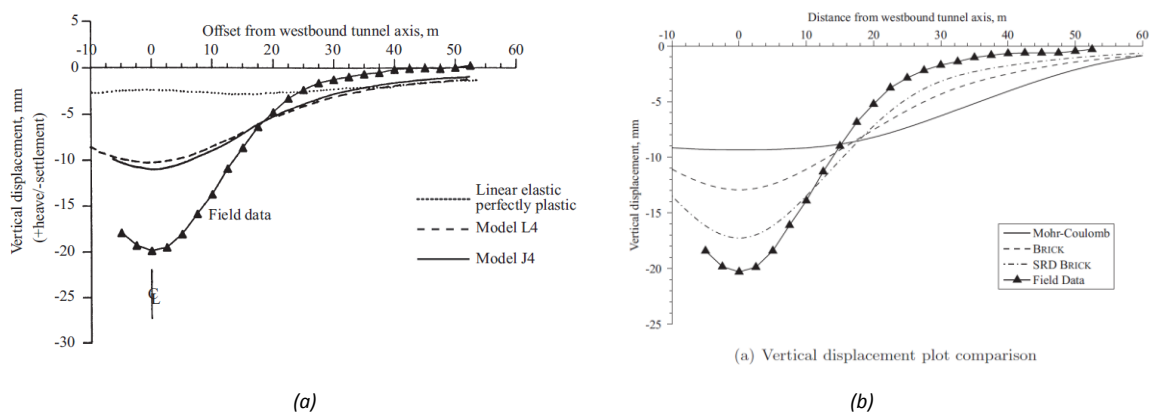 Offset from westbound tunnel axis, m
-10 0 10 20 30 40 50 60
5
0
-5
-10
-15
-20
-25
-30
Vertical displacement, mm
(+heave/-settlement)
Field data
Linear elastic
perfectly plastic
Model L4
Model J4
CL
(a)
Distance from westbound tunnel axis, m
-10 0 10 20 30 40 50 60
0
-5
-10
-15
-20
-25
Vertical displacement, mm
Mohr-Coulomb
BRICK
SRD BRICK
Field Data
(a) Vertical displacement plot comparison
(b)